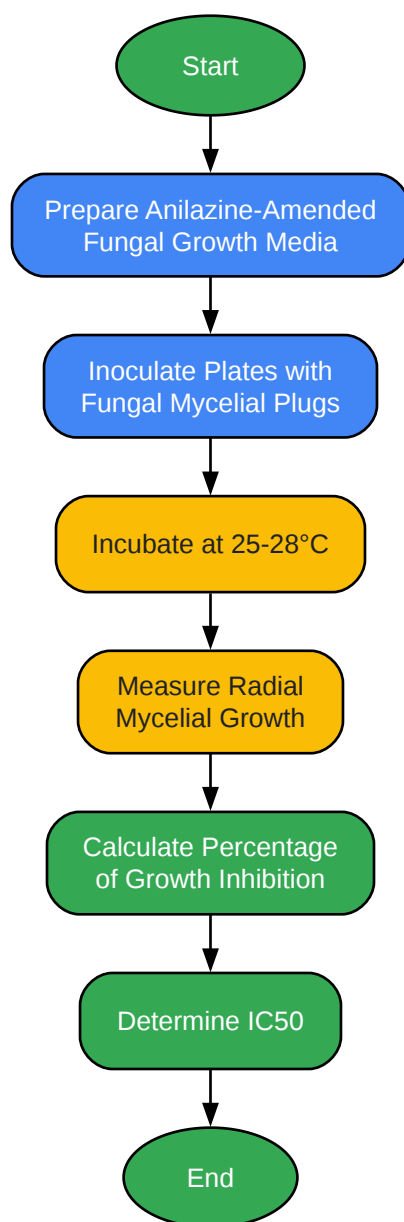 Start
Prepare Anilazine-Amended
Fungal Growth Media
Inoculate Plates with
Fungal Mycelial Plugs
Incubate at 25-28°C
Measure Radial
Mycelial Growth
Calculate Percentage
of Growth Inhibition
Determine IC50
End